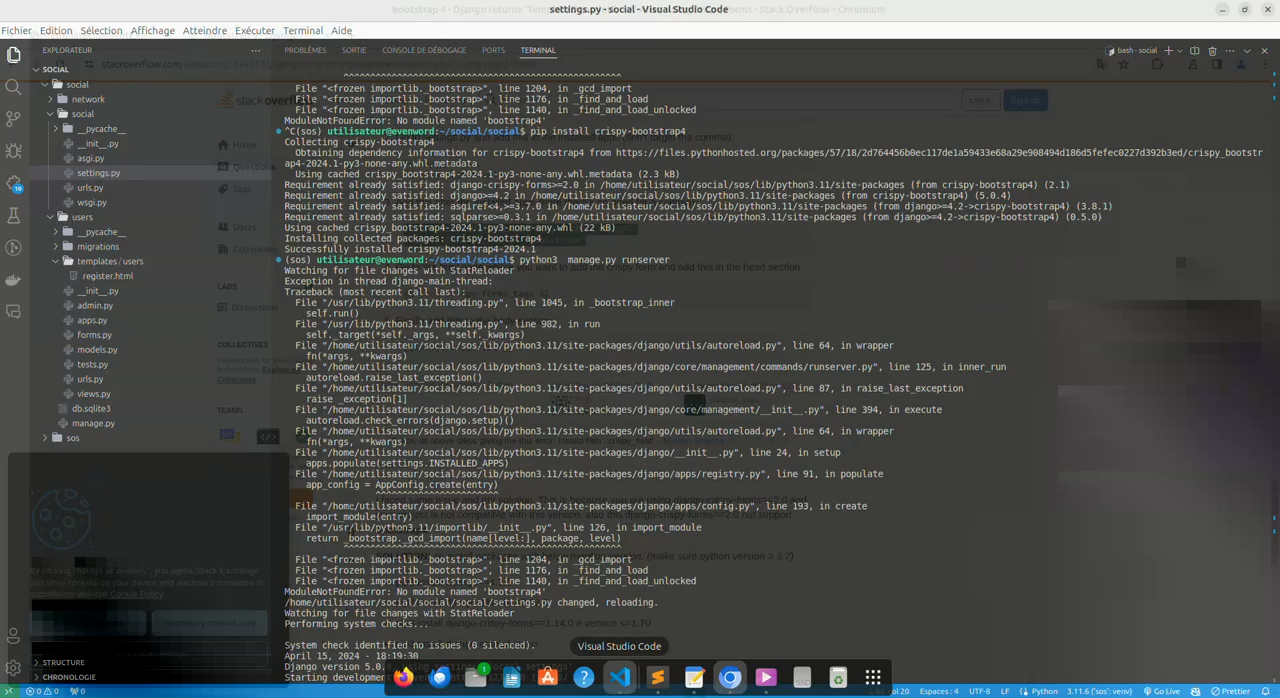 settings.py - social - Visual Studio Code
Fichier Edition Sélection Affichage Atteindre Exécuter Terminal Aide
EXPLORATEUR
PROBLÈMES SORTIE CONSOLE DE DÉBOGAGE PORTS TERMINAL
bash - social
SOCIAL
social
network
social
__pycache__
__init__.py
asgi.py
settings.py
urls.py
wsgi.py
users
__pycache__
migrations
templates/users
register.html
__init__.py
admin.py
apps.py
forms.py
models.py
tests.py
urls.py
views.py
db.sqlite3
manage.py
sos
STRUCTURE
CHRONOLOGIE
^^^^^^^^^^^^^^^^^^^^^^^^^^^^^^^^^^^^^^^^^^^^^^^^^^
File "<frozen importlib._bootstrap>", line 1204, in _gcd_import
File "<frozen importlib._bootstrap>", line 1176, in _find_and_load
File "<frozen importlib._bootstrap>", line 1140, in _find_and_load_unlocked
ModuleNotFoundError: No module named 'bootstrap4'
^C(sos) utilisateur@evenword:~/social/social$ pip install crispy-bootstrap4
Collecting crispy-bootstrap4
Obtaining dependency information for crispy-bootstrap4 from https://files.pythonhosted.org/packages/57/18/2d764456b0ec117de1a59433e68a29e908494d186d5fefec0227d392b3ed/crispy_bootstr
ap4-2024.1-py3-none-any.whl.metadata
Using cached crispy_bootstrap4-2024.1-py3-none-any.whl.metadata (2.3 kB)
Requirement already satisfied: django-crispy-forms>=2.0 in /home/utilisateur/social/sos/lib/python3.11/site-packages (from crispy-bootstrap4) (2.1)
Requirement already satisfied: django>=4.2 in /home/utilisateur/social/sos/lib/python3.11/site-packages (from crispy-bootstrap4) (5.0.4)
Requirement already satisfied: asgiref<4,>=3.7.0 in /home/utilisateur/social/sos/lib/python3.11/site-packages (from django>=4.2->crispy-bootstrap4) (3.8.1)
Requirement already satisfied: sqlparse>=0.3.1 in /home/utilisateur/social/sos/lib/python3.11/site-packages (from django>=4.2->crispy-bootstrap4) (0.5.0)
Using cached crispy_bootstrap4-2024.1-py3-none-any.whl (22 kB)
Installing collected packages: crispy-bootstrap4
Successfully installed crispy-bootstrap4-2024.1
(sos) utilisateur@evenword:~/social/social$ python3  manage.py runserver
Watching for file changes with StatReloader
Exception in thread django-main-thread:
Traceback (most recent call last):
File "/usr/lib/python3.11/threading.py", line 1045, in _bootstrap_inner
self.run()
File "/usr/lib/python3.11/threading.py", line 982, in run
self._target(*self._args, **self._kwargs)
File "/home/utilisateur/social/sos/lib/python3.11/site-packages/django/utils/autoreload.py", line 64, in wrapper
fn(*args, **kwargs)
File "/home/utilisateur/social/sos/lib/python3.11/site-packages/django/core/management/commands/runserver.py", line 125, in inner_run
autoreload.raise_last_exception()
File "/home/utilisateur/social/sos/lib/python3.11/site-packages/django/utils/autoreload.py", line 87, in raise_last_exception
raise _exception[1]
File "/home/utilisateur/social/sos/lib/python3.11/site-packages/django/core/management/__init__.py", line 394, in execute
autoreload.check_errors(django.setup)()
File "/home/utilisateur/social/sos/lib/python3.11/site-packages/django/utils/autoreload.py", line 64, in wrapper
fn(*args, **kwargs)
File "/home/utilisateur/social/sos/lib/python3.11/site-packages/django/__init__.py", line 24, in setup
apps.populate(settings.INSTALLED_APPS)
File "/home/utilisateur/social/sos/lib/python3.11/site-packages/django/apps/registry.py", line 91, in populate
app_config = AppConfig.create(entry)
^^^^^^^^^^^^^^^^^^^^^^
File "/home/utilisateur/social/sos/lib/python3.11/site-packages/django/apps/config.py", line 193, in create
import_module(entry)
File "/usr/lib/python3.11/importlib/__init__.py", line 126, in import_module
return _bootstrap._gcd_import(name[level:], package, level)
^^^^^^^^^^^^^^^^^^^^^^^^^^^^^^^^^^^^^^^^^^^^^^^^^^
File "<frozen importlib._bootstrap>", line 1204, in _gcd_import
File "<frozen importlib._bootstrap>", line 1176, in _find_and_load
File "<frozen importlib._bootstrap>", line 1140, in _find_and_load_unlocked
ModuleNotFoundError: No module named 'bootstrap4'
/home/utilisateur/social/social/social/settings.py changed, reloading.
Watching for file changes with StatReloader
Performing system checks...
System check identified no issues (0 silenced).
April 15, 2024 - 18:19:30
Django version 5.0.4
Starting develop
Visual Studio Code
0 0 0
Espaces : 4 UTF-8 LF Python 3.11.6 ('sos': venv) Go Live Prettier